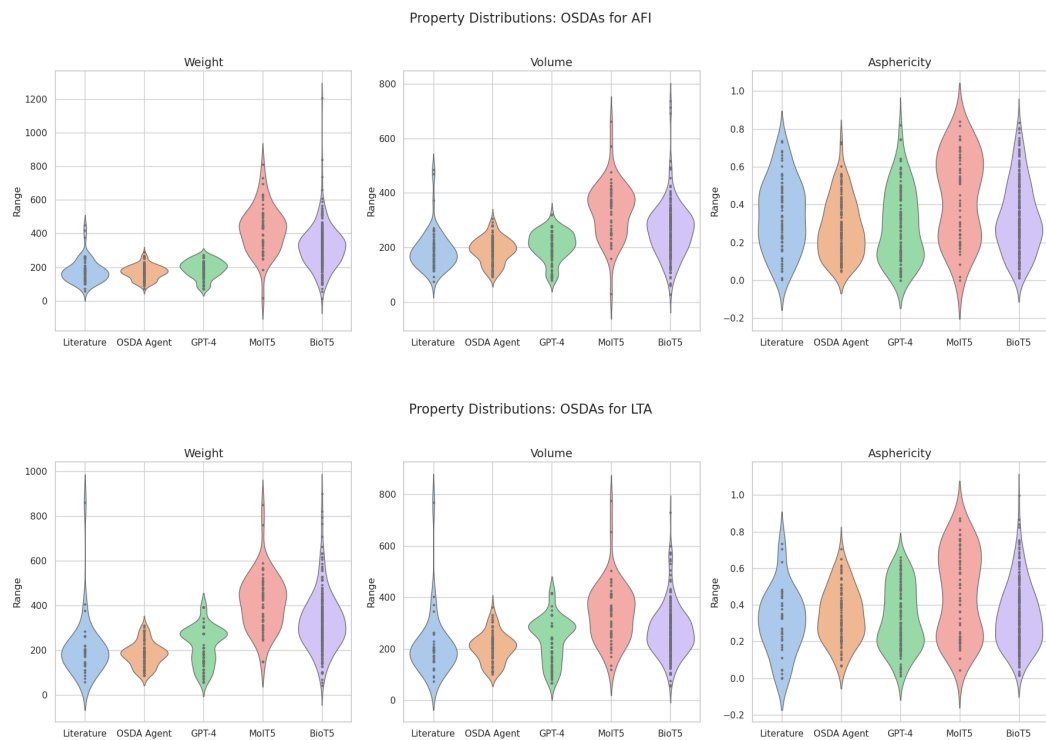 Property Distributions: OSDAs for AFI
Weight
Volume
Asphericity
Range
1200
1000
800
600
400
200
0
Literature OSDA Agent GPT-4 MolT5 BioT5
Range
800
600
400
200
0
Literature OSDA Agent GPT-4 MolT5 BioT5
Range
1.0
0.8
0.6
0.4
0.2
0.0
−0.2
Literature OSDA Agent GPT-4 MolT5 BioT5
Property Distributions: OSDAs for LTA
Weight
Volume
Asphericity
Range
1000
800
600
400
200
0
Literature OSDA Agent GPT-4 MolT5 BioT5
Range
800
600
400
200
0
Literature OSDA Agent GPT-4 MolT5 BioT5
Range
1.0
0.8
0.6
0.4
0.2
0.0
−0.2
Literature OSDA Agent GPT-4 MolT5 BioT5